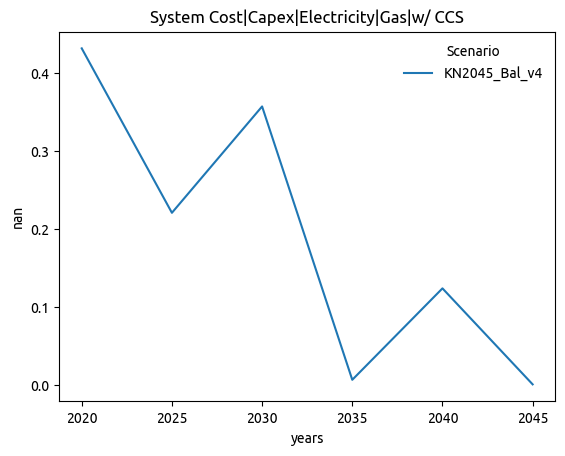 System Cost|Capex|Electricity|Gas|w/ CCS
Scenario
KN2045_Bal_v4
0.4
0.3
0.2
0.1
0.0
nan
2020 2025 2030 2035 2040 2045
years